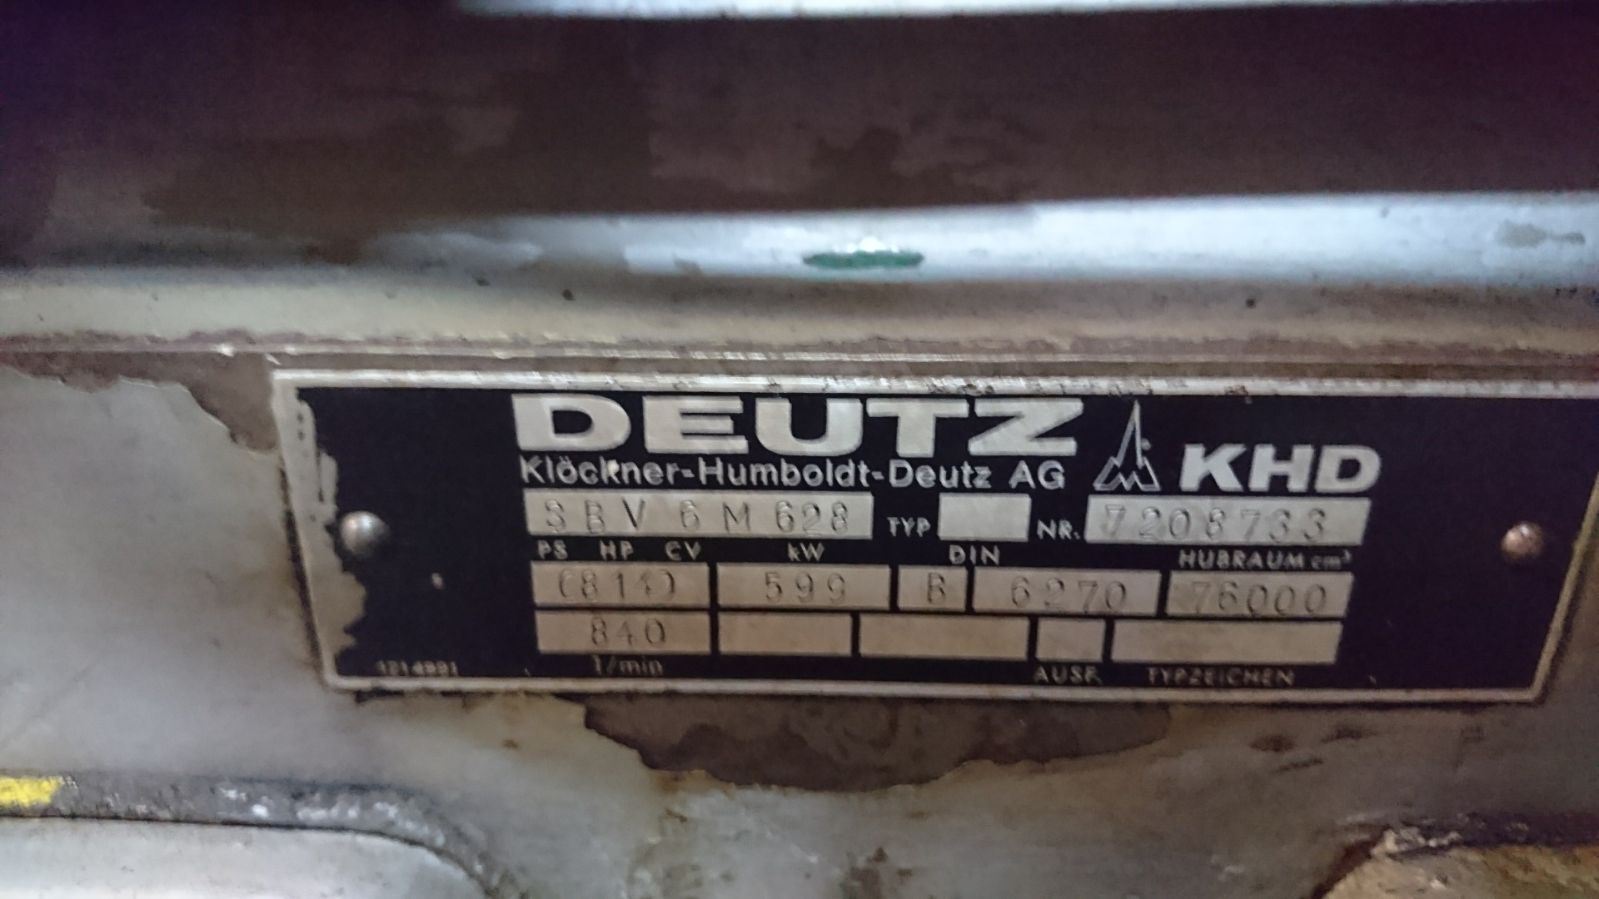 DEUTZ
Klöckner-Humboldt-Deutz AG KHD
SBV 6 M 628 TYP NR. 7208733
PS HP CV kW DIN HUBRAUM cm³
599 B 6270 76000
840
1/min AUSF. TYPZEICHEN